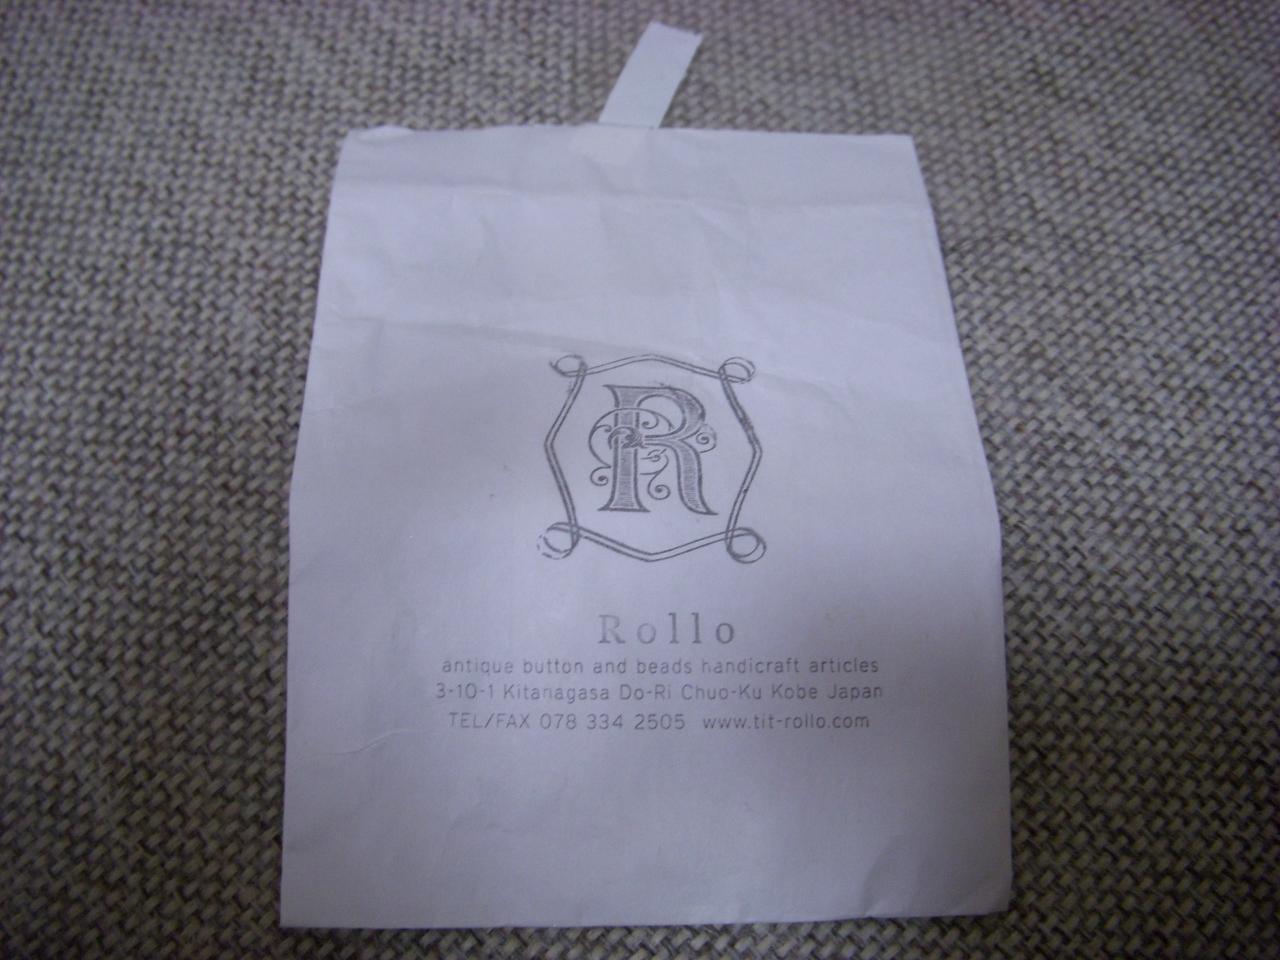 R
Rollo
antique button and beads handicraft articles
3-10-1 Kitanagasa Do-Ri Chuo-Ku Kobe Japan
TEL/FAX 078 334 2505 www.tit-rollo.com